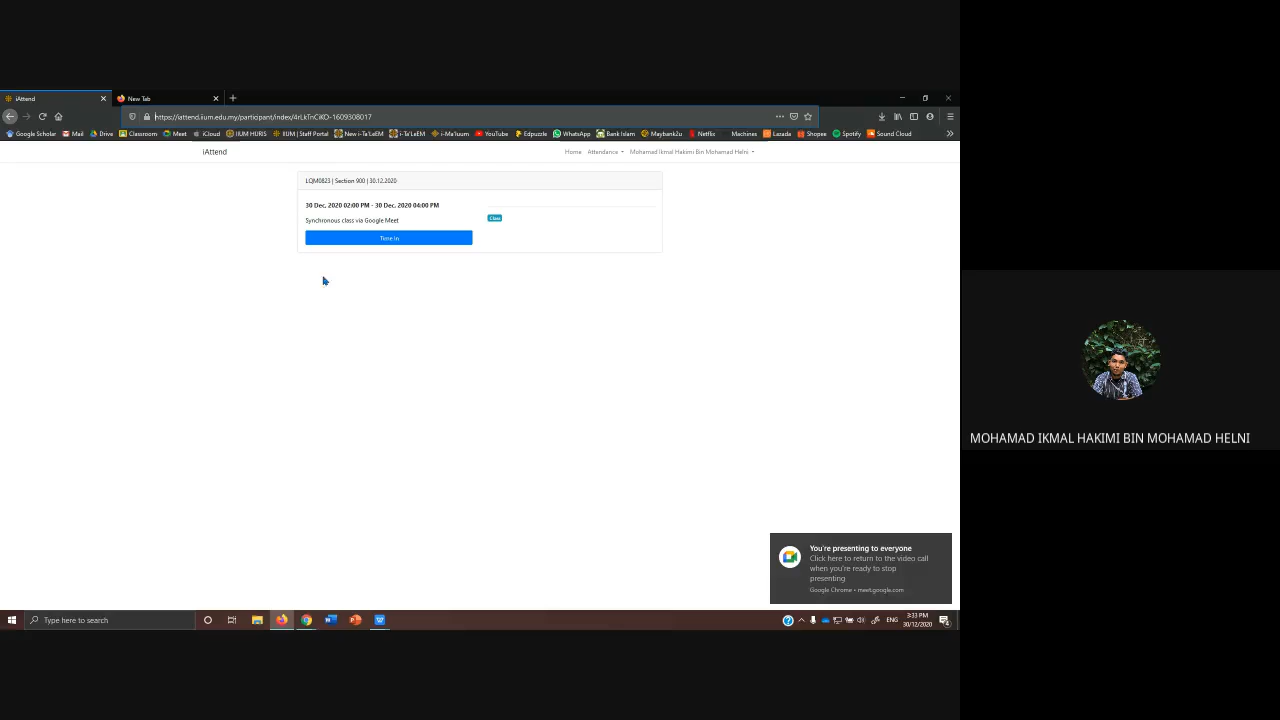 iAttend
New Tab
https://iattend.iium.edu.my/participant/index/4rLkTnCiKO-1609308017
Google Scholar Mail Drive Classroom Meet iCloud IIUM HURIS IIUM | Staff Portal New i-Ta'LeEM i-Ta'LeEM i-Ma'luum YouTube Edpuzzle WhatsApp Bank Islam Maybank2u Netflix Machines Lazada Shopee Spotify Sound Cloud
iAttend
Home Attendance Mohamad Ikmal Hakimi Bin Mohamad Helni
LQM0823 | Section 900 | 30.12.2020
30 Dec, 2020 02:00 PM - 30 Dec, 2020 04:00 PM
Synchronous class via Google Meet
Class
Time In
MOHAMAD IKMAL HAKIMI BIN MOHAMAD HELNI
You're presenting to everyone
Click here to return to the video call
when you're ready to stop
presenting
Google Chrome • meet.google.com
Type here to search
ENG
3:33 PM
30/12/2020